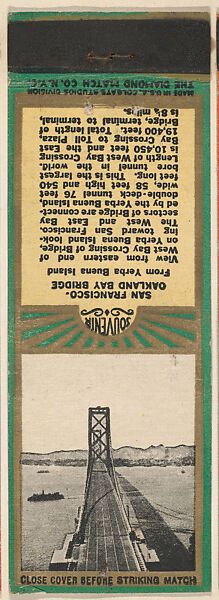 SOUVENIR
SAN FRANCISCO-
OAKLAND BAY BRIDGE
From Yerba Buena Island
View from eastern end of
West Bay Crossing of Bridge,
on Yerba Buena Island, look-
ing toward San Francisco.
The West and East Bay
sectors of Bridge are connect-
ed by the Yerba Buena Island,
double-deck tunnel 76 feet
wide, 58 feet high and 540
feet long. This is the largest
bore tunnel in the world.
Length of West Bay Crossing
is 10,450 feet and the East
Bay Crossing to Toll Plaza
19,400 feet. Total length of
Bridge, terminal to terminal
is 8¼ miles.
MADE IN U.S.A. COLGATE STUDIOS DIVISION
THE DIAMOND MATCH CO. N.Y.C.
CLOSE COVER BEFORE STRIKING MATCH